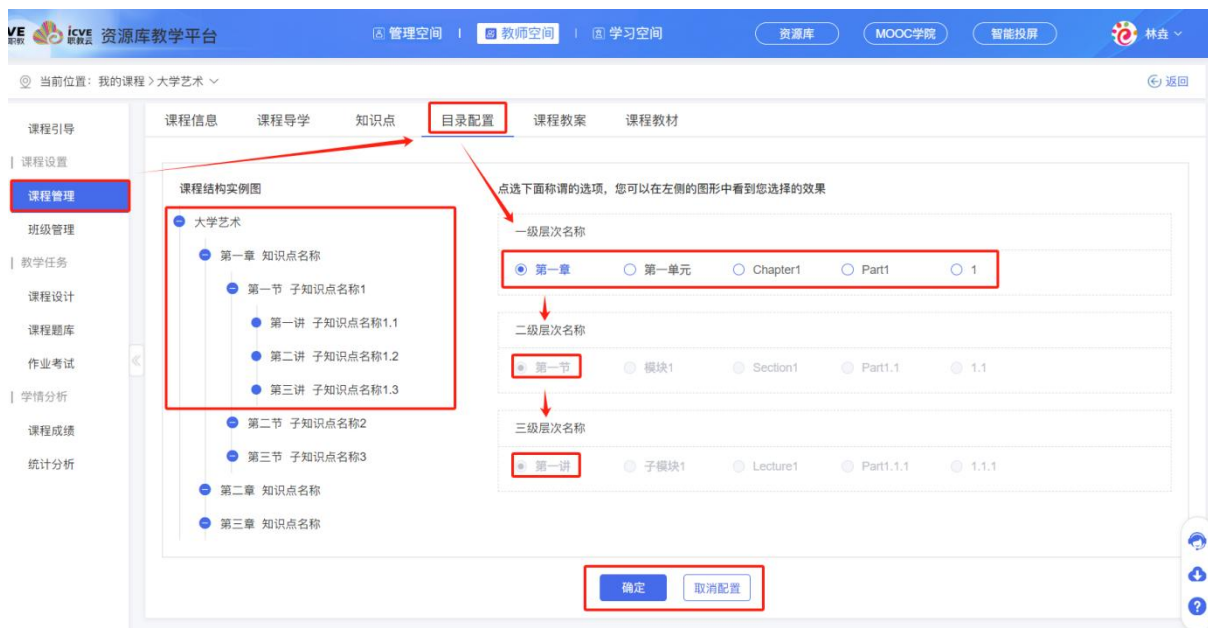 VE icve 资源库教学平台 管理空间 教师空间 学习空间 资源库 MOOC学院 智能投屏 林垚
职教 职教云
当前位置：我的课程 > 大学艺术 返回
课程引导
课程设置
课程管理
班级管理
教学任务
课程设计
课程题库
作业考试
学情分析
课程成绩
统计分析
课程信息 课程导学 知识点 目录配置 课程教案 课程教材
课程结构实例图
大学艺术
第一章 知识点名称
第一节 子知识点名称1
第一讲 子知识点名称1.1
第二讲 子知识点名称1.2
第三讲 子知识点名称1.3
第二节 子知识点名称2
第三节 子知识点名称3
第二章 知识点名称
第三章 知识点名称
点选下面称谓的选项，您可以在左侧的图形中看到您选择的效果
一级层次名称
第一章 第一单元 Chapter1 Part1 1
二级层次名称
第一节 模块1 Section1 Part1.1 1.1
三级层次名称
第一讲 子模块1 Lecture1 Part1.1.1 1.1.1
确定 取消配置